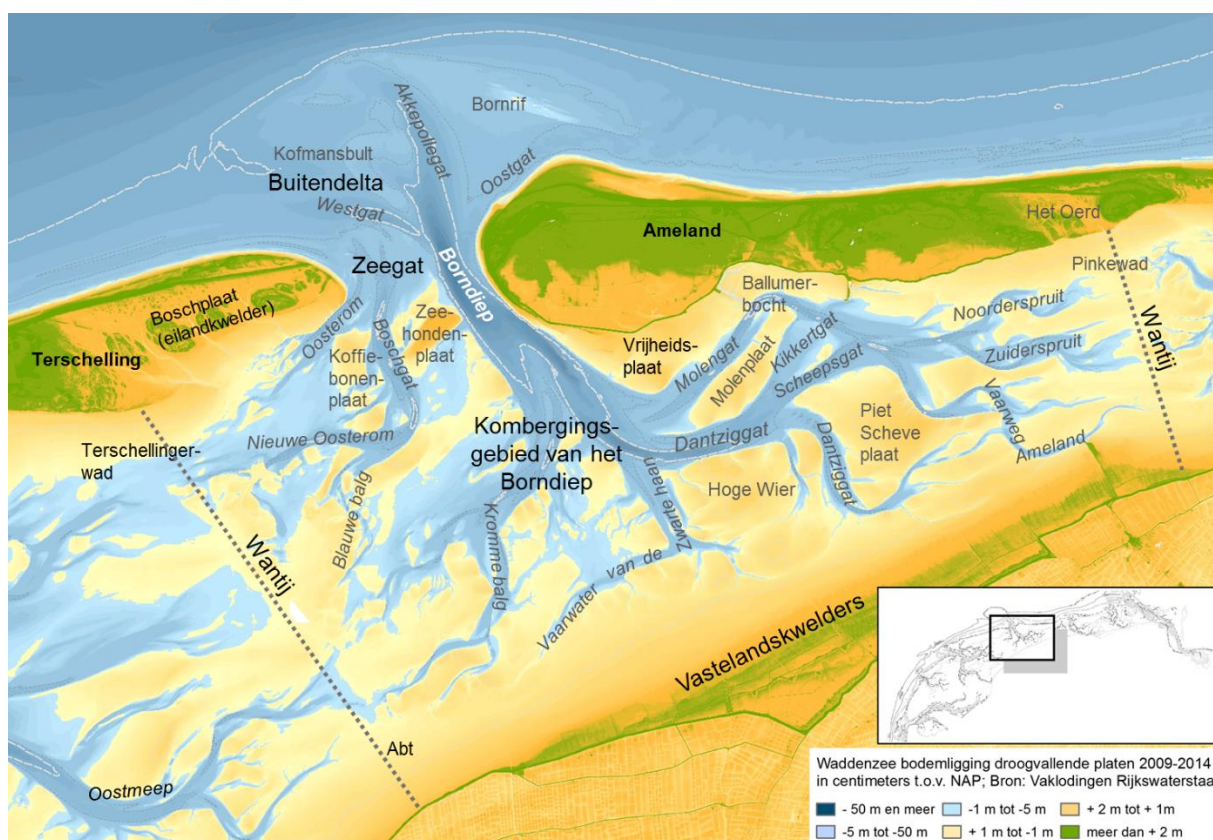 Akkepollegat
Bornrif
Kofmansbult
Buitendelta
Oostgat
Westgat
Het Oerd
Ameland
Zeegat
Borndiep
Pinkewad
Boschplaat
(eilandkwelder)
Oosterom
Boschgat
Zee-
honden-
plaat
Ballumer-
bocht
Noorderspruit
Wantij
Terschelling
Koffie-
bonen-
plaat
Vrijheids-
plaat
Molengat
Molenplaat
Kikkertgat
Scheepsgat
Zuiderspruit
Vaarweg
Ameland
Nieuwe Oosterom
Kombergings-
gebied van het
Borndiep
Dantziggat
Dantziggat
Piet
Scheve
plaat
Terschellinger-
wad
Hoge Wier
Blauwe balg
Kromme balg
Vaarwater van de
Zwarte haan
Wantij
Vastelandskwelders
Abt
Oostmeep
Waddenzee bodemligging droogvallende platen 2009-2014
in centimeters t.o.v. NAP; Bron: Vaklodingen Rijkswaterstaa
- 50 m en meer
-1 m tot -5 m
+ 2 m tot + 1m
-5 m tot -50 m
+ 1 m tot -1 m
meer dan + 2 m